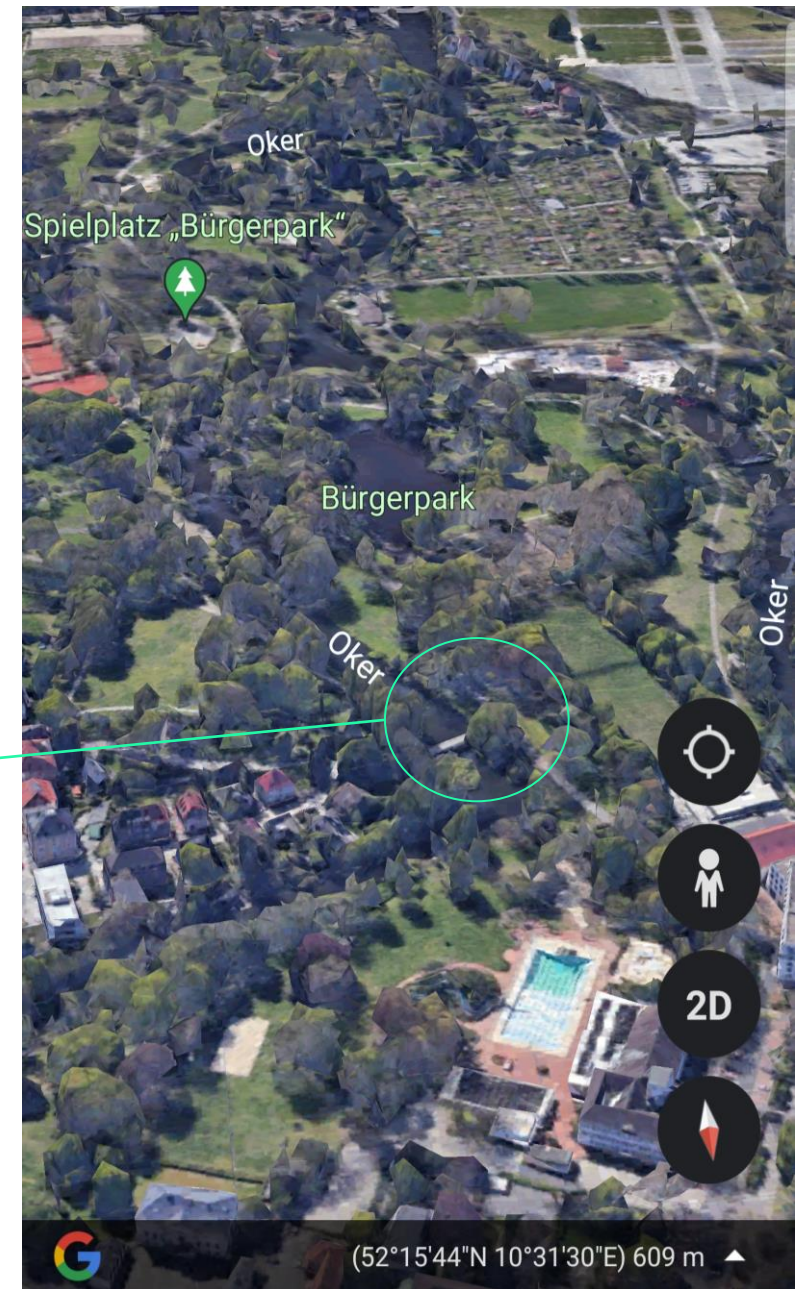 Oker
Spielplatz „Bürgerpark“
Bürgerpark
Oker
Oker
2D
(52°15'44"N 10°31'30"E) 609 m